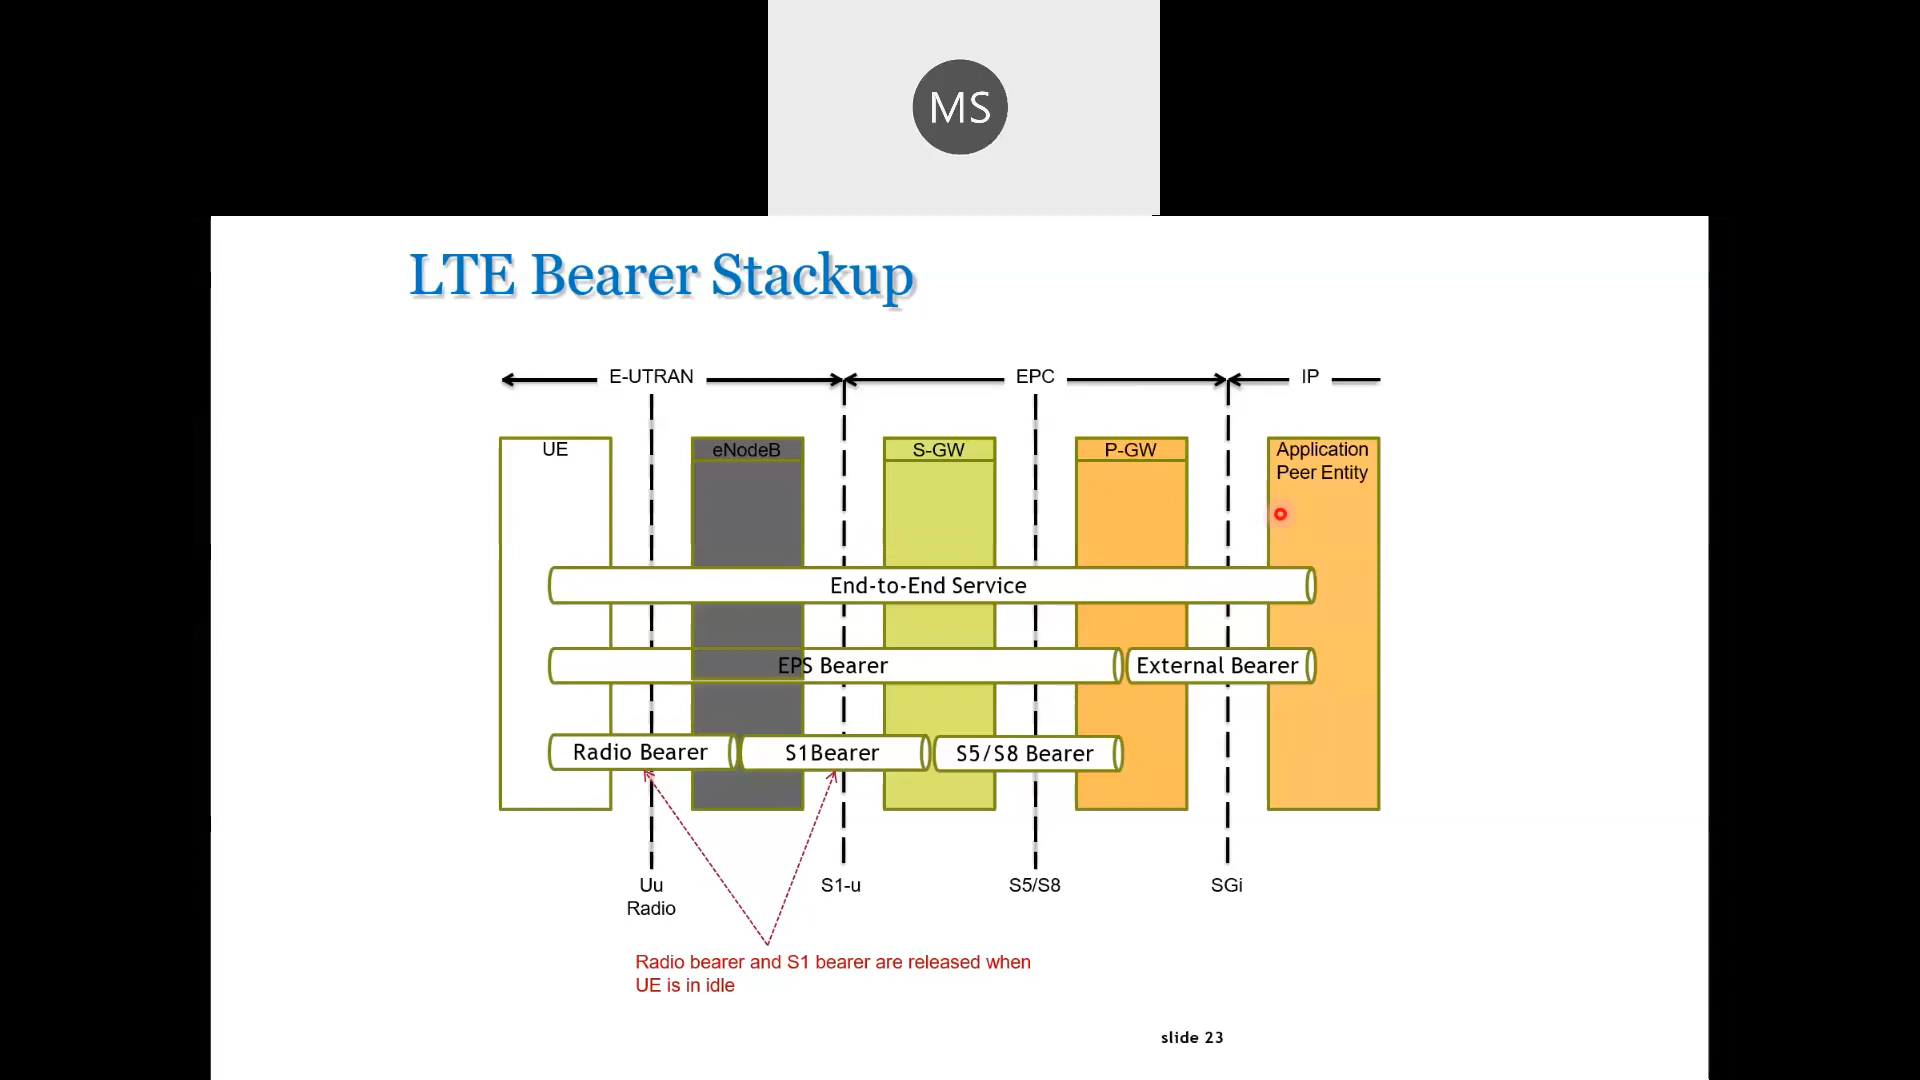 MS
LTE Bearer Stackup
E-UTRAN EPC IP
UE eNodeB S-GW P-GW Application
Peer Entity
End-to-End Service
EPS Bearer External Bearer
Radio Bearer S1Bearer S5/S8 Bearer
Uu S1-u S5/S8 SGi
Radio
Radio bearer and S1 bearer are released when
UE is in idle
slide 23